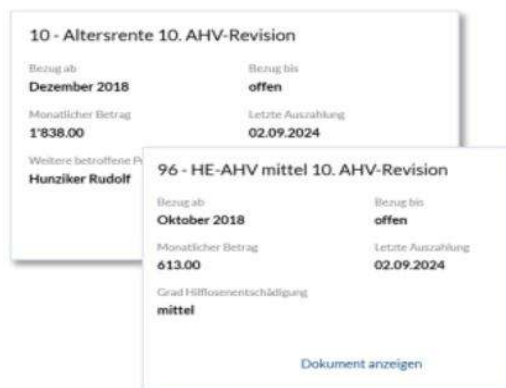 10 - Altersrente 10. AHV-Revision
Bezug ab Bezug bis
Dezember 2018 offen
Monatlicher Betrag Letzte Auszahlung
1'838.00 02.09.2024
Weitere betroffene
Hunziker Rudolf
96 - HE-AHV mittel 10. AHV-Revision
Bezug ab Bezug bis
Oktober 2018 offen
Monatlicher Betrag Letzte Auszahlung
613.00 02.09.2024
Grad Hilflosenentschädigung
mittel
Dokument anzeigen